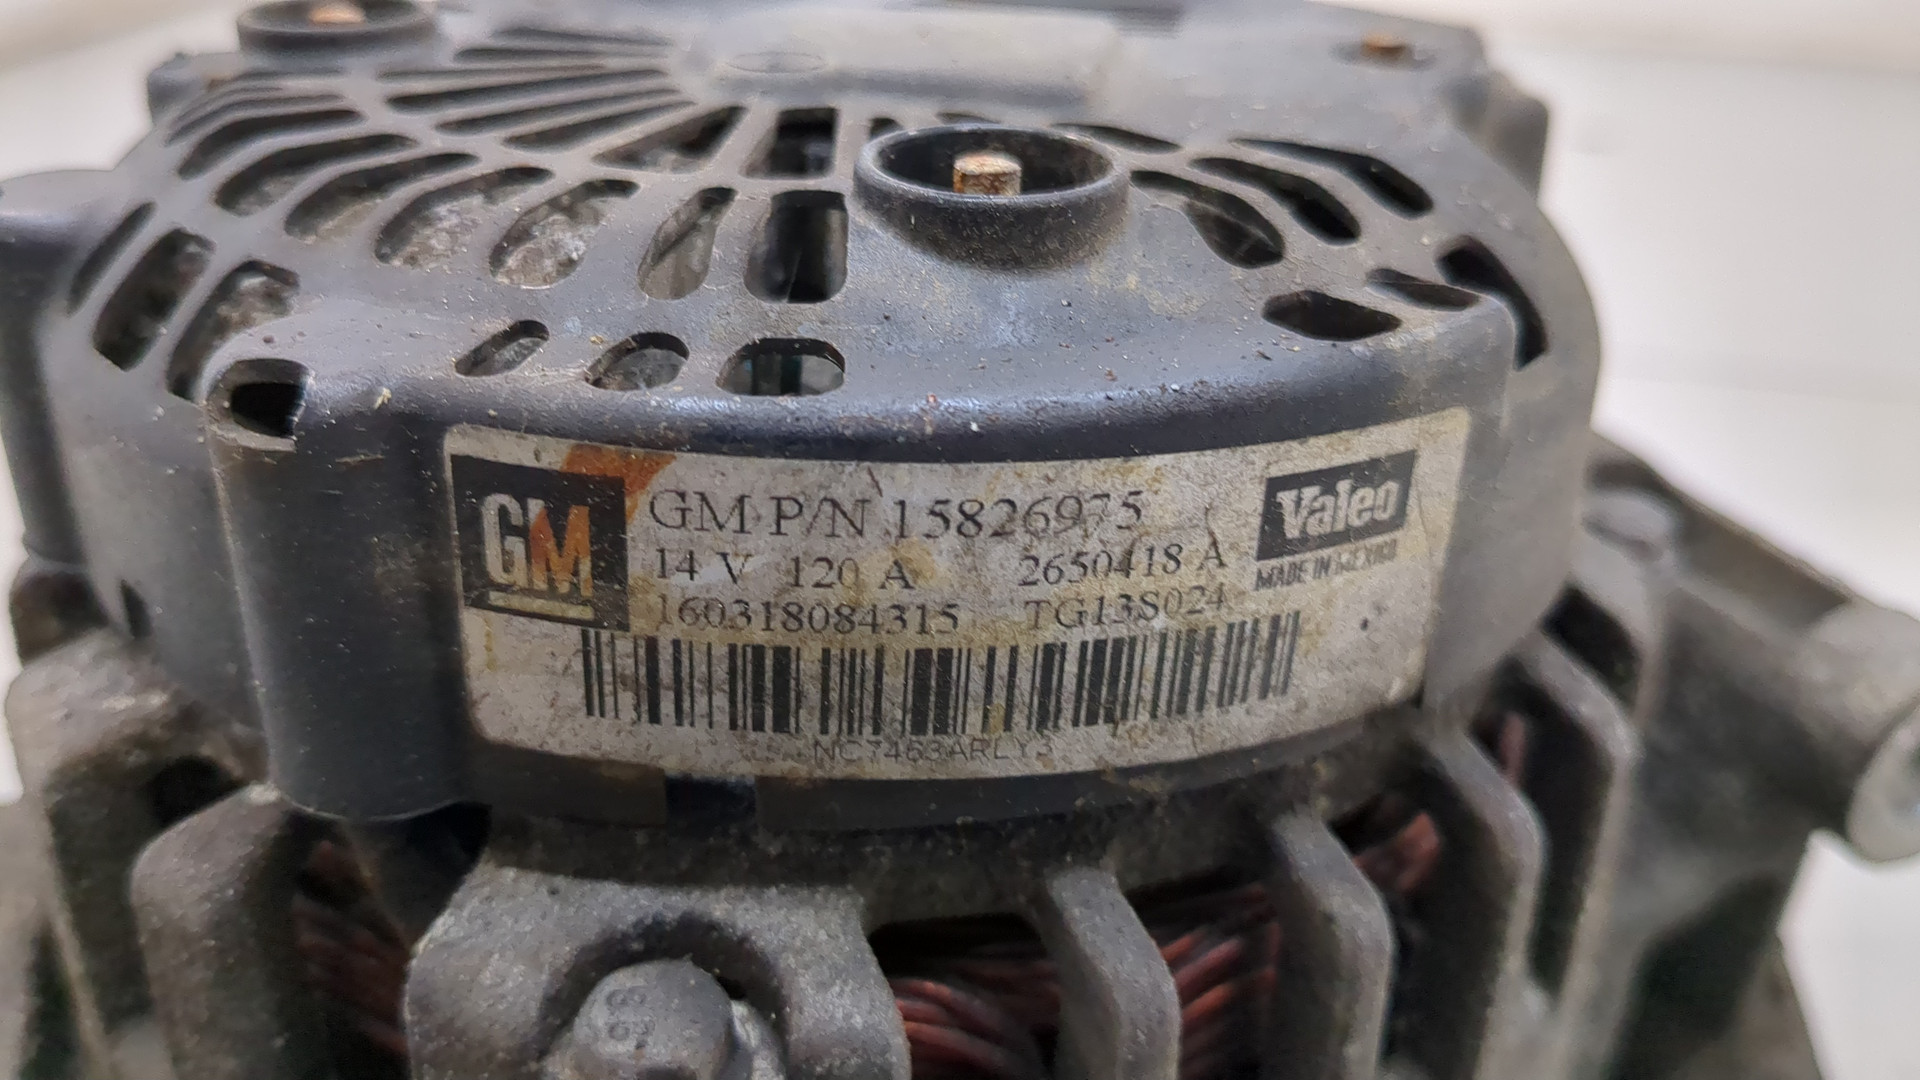 GM
GM P/N 15826975
Valeo
14 V 120 A 2650418 A
MADE IN MEXICO
160318084315 TG13S024
NC7463ARLY3